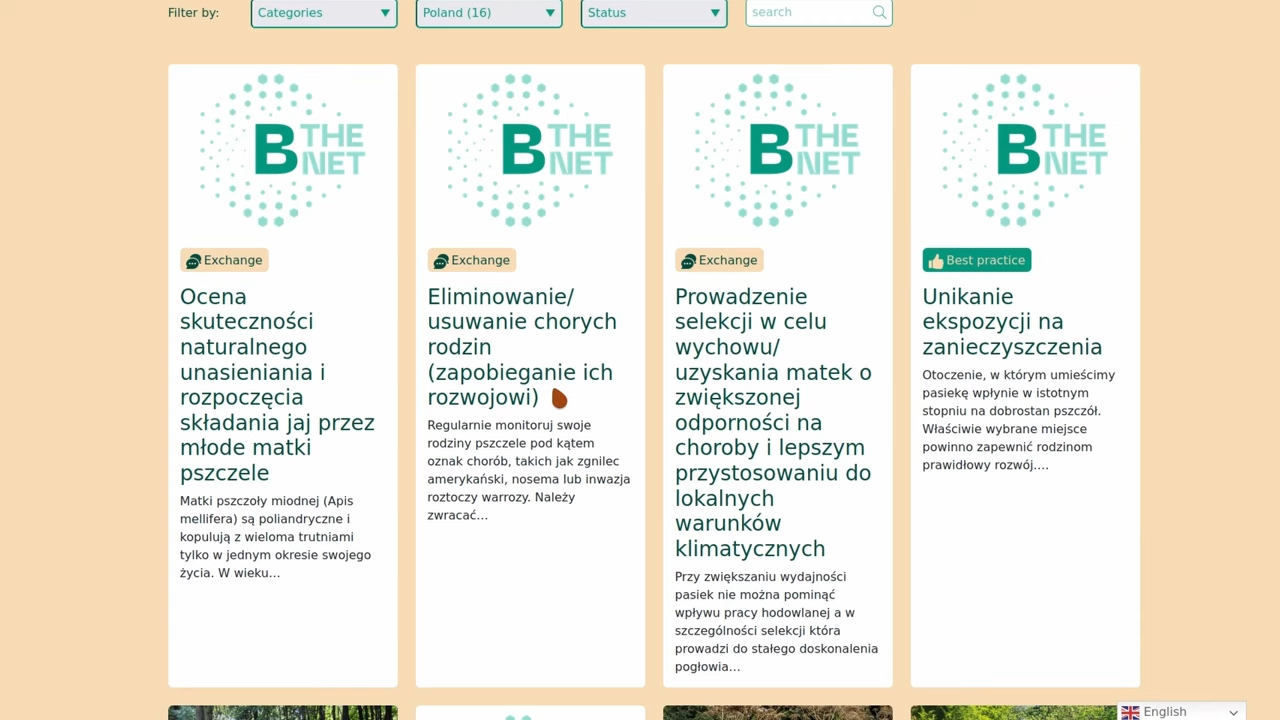 Filter by:
Categories
Poland (16)
Status
search
B THE NET
Exchange
Ocena
skuteczności
naturalnego
unasieniania i
rozpoczęcia
składania jaj przez
młode matki
pszczele
Matki pszczoły miodnej (Apis
mellifera) są poliandryczne i
kopulują z wieloma trutniami
tylko w jednym okresie swojego
życia. W wieku...
B THE NET
Exchange
Eliminowanie/
usuwanie chorych
rodzin
(zapobieganie ich
rozwojowi)
Regularnie monitoruj swoje
rodziny pszczele pod kątem
oznak chorób, takich jak zgnilec
amerykański, nosema lub inwazja
roztoczy warrozy. Należy
zwracać...
B THE NET
Exchange
Prowadzenie
selekcji w celu
wychowu/
uzyskania matek o
zwiększonej
odporności na
choroby i lepszym
przystosowaniu do
lokalnych
warunków
klimatycznych
Przy zwiększaniu wydajności
pasiek nie można pominąć
wpływu pracy hodowlanej a w
szczególności selekcji która
prowadzi do stałego doskonalenia
pogłowia...
B THE NET
Best practice
Unikanie
ekspozycji na
zanieczyszczenia
Otoczenie, w którym umieścimy
pasiekę wpłynie w istotnym
stopniu na dobrostan pszczół.
Właściwie wybrane miejsce
powinno zapewnić rodzinom
prawidłowy rozwój....
English